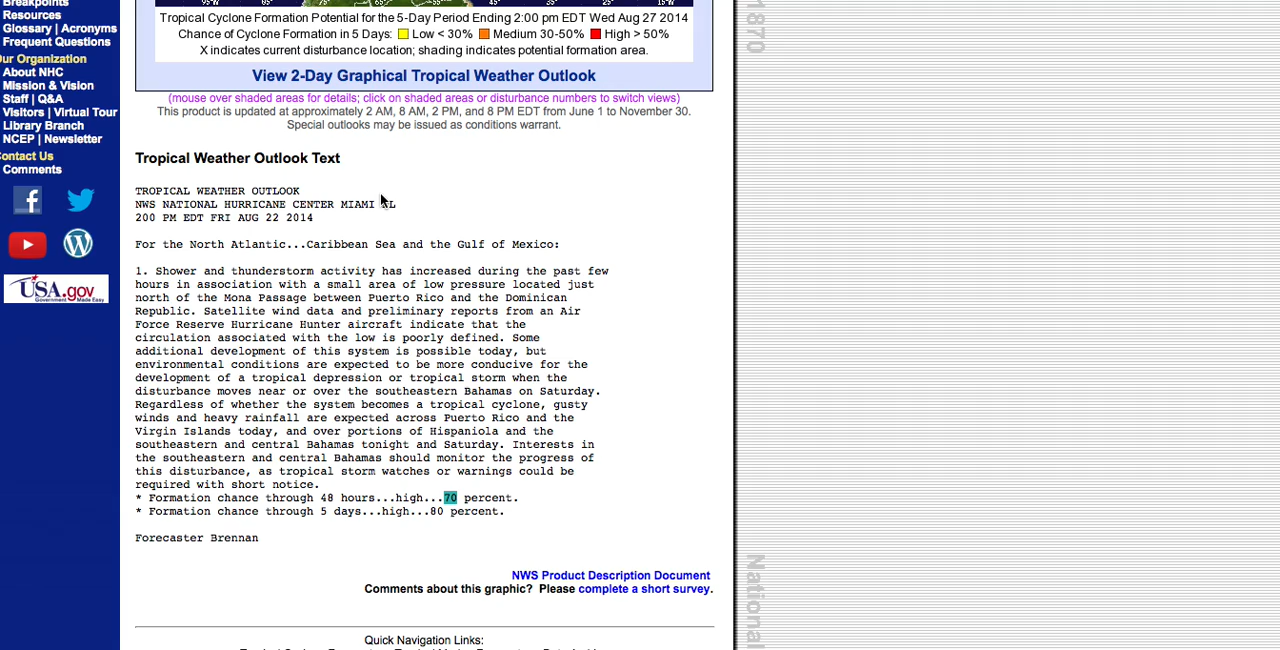 Breakpoints
Resources
Glossary | Acronyms
Frequent Questions
ur Organization
About NHC
Mission & Vision
Staff | Q&A
Visitors | Virtual Tour
Library Branch
NCEP | Newsletter
ontact Us
Comments
USA.gov
Government Made Easy
Tropical Cyclone Formation Potential for the 5-Day Period Ending 2:00 pm EDT Wed Aug 27 2014
Chance of Cyclone Formation in 5 Days: Low < 30% Medium 30-50% High > 50%
X indicates current disturbance location; shading indicates potential formation area.
View 2-Day Graphical Tropical Weather Outlook
(mouse over shaded areas for details; click on shaded areas or disturbance numbers to switch views)
This product is updated at approximately 2 AM, 8 AM, 2 PM, and 8 PM EDT from June 1 to November 30.
Special outlooks may be issued as conditions warrant.
Tropical Weather Outlook Text
TROPICAL WEATHER OUTLOOK
NWS NATIONAL HURRICANE CENTER MIAMI FL
200 PM EDT FRI AUG 22 2014
For the North Atlantic...Caribbean Sea and the Gulf of Mexico:
1. Shower and thunderstorm activity has increased during the past few
hours in association with a small area of low pressure located just
north of the Mona Passage between Puerto Rico and the Dominican
Republic. Satellite wind data and preliminary reports from an Air
Force Reserve Hurricane Hunter aircraft indicate that the
circulation associated with the low is poorly defined. Some
additional development of this system is possible today, but
environmental conditions are expected to be more conducive for the
development of a tropical depression or tropical storm when the
disturbance moves near or over the southeastern Bahamas on Saturday.
Regardless of whether the system becomes a tropical cyclone, gusty
winds and heavy rainfall are expected across Puerto Rico and the
Virgin Islands today, and over portions of Hispaniola and the
southeastern and central Bahamas tonight and Saturday. Interests in
the southeastern and central Bahamas should monitor the progress of
this disturbance, as tropical storm watches or warnings could be
required with short notice.
* Formation chance through 48 hours...high...70 percent.
* Formation chance through 5 days...high...80 percent.
Forecaster Brennan
NWS Product Description Document
Comments about this graphic? Please complete a short survey.
Quick Navigation Links:
1870
National